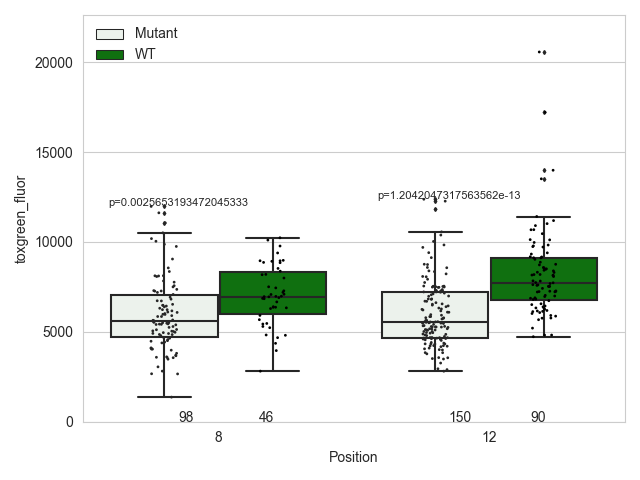 Mutant
WT
20000
15000
10000
5000
0
toxgreen_fluor
p=0.0025653193472045333
p=1.2042047317563562e-13
98 46 150 90
8 12
Position